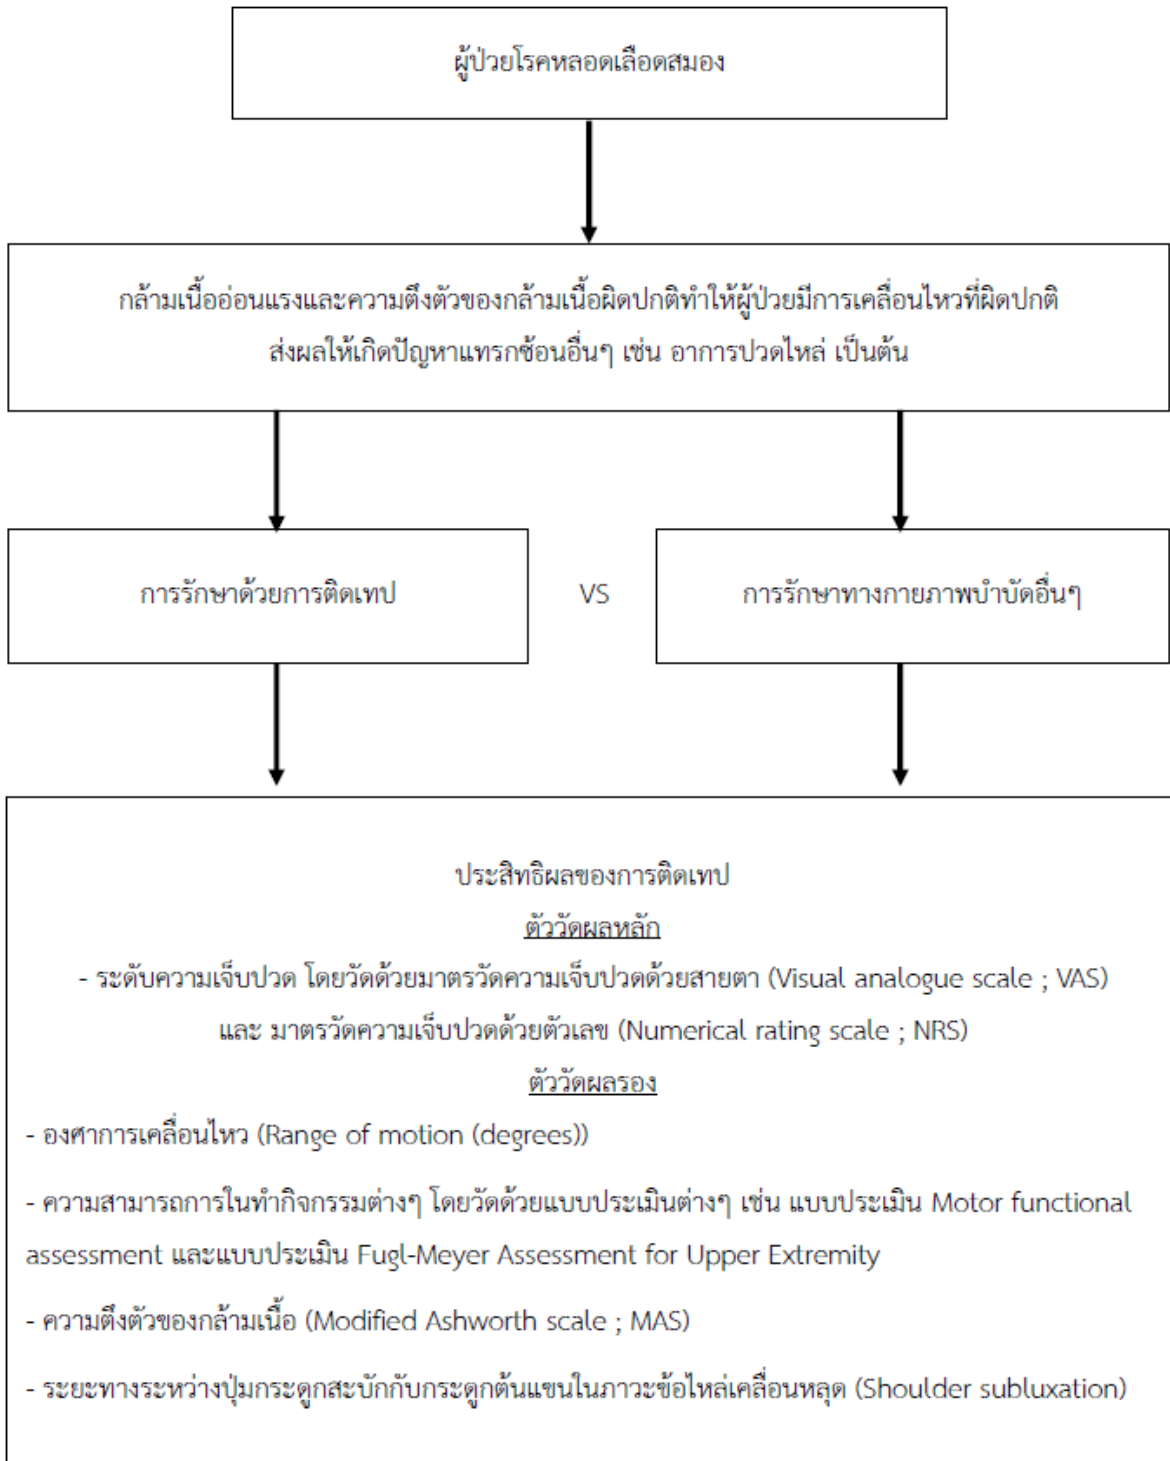 ผู้ป่วยโรคหลอดเลือดสมอง
กล้ามเนื้ออ่อนแรงและความตึงตัวของกล้ามเนื้อผิดปกติทำให้ผู้ป่วยมีการเคลื่อนไหวที่ผิดปกติ
ส่งผลให้เกิดปัญหาแทรกซ้อนอื่นๆ เช่น อาการปวดไหล่ เป็นต้น
การรักษาด้วยการติดเทป VS การรักษาทางกายภาพบำบัดอื่นๆ
ประสิทธิผลของการติดเทป
ตัววัดผลหลัก
- ระดับความเจ็บปวด โดยวัดด้วยมาตรวัดความเจ็บปวดด้วยสายตา (Visual analogue scale ; VAS)
และ มาตรวัดความเจ็บปวดด้วยตัวเลข (Numerical rating scale ; NRS)
ตัววัดผลรอง
- องศาการเคลื่อนไหว (Range of motion (degrees))
- ความสามารถการในทำกิจกรรมต่างๆ โดยวัดด้วยแบบประเมินต่างๆ เช่น แบบประเมิน Motor functional
assessment และแบบประเมิน Fugl-Meyer Assessment for Upper Extremity
- ความตึงตัวของกล้ามเนื้อ (Modified Ashworth scale ; MAS)
- ระยะทางระหว่างปุ่มกระดูกสะบักกับกระดูกต้นแขนในภาวะข้อไหล่เคลื่อนหลุด (Shoulder subluxation)